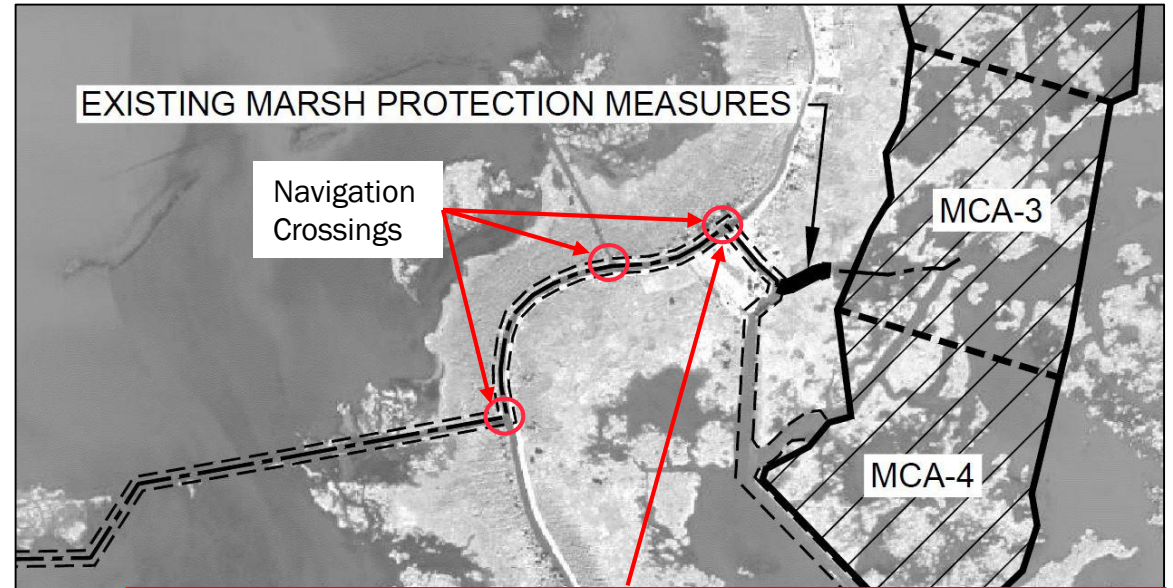 EXISTING MARSH PROTECTION MEASURES
Navigation
Crossings
MCA-3
MCA-4